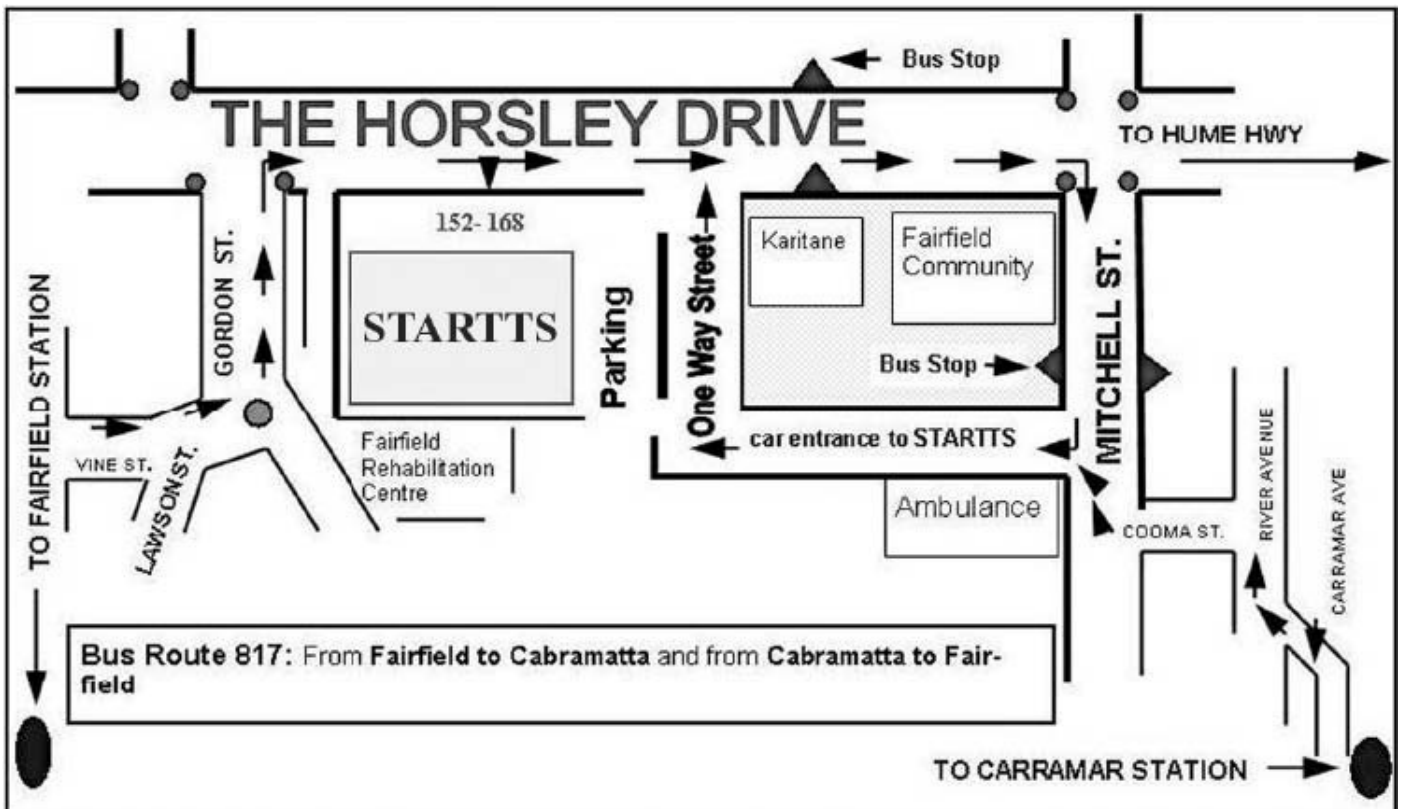 Bus Stop
THE HORSLEY DRIVE
TO HUME HWY
152-168
STARTTS
Parking
One Way Street
Karitane
Fairfield
Community
Bus Stop
MITCHELL ST.
GORDON ST.
TO FAIRFIELD STATION
VINE ST.
LAWSON ST.
Fairfield
Rehabilitation
Centre
car entrance to STARTTS
Ambulance
COOMA ST.
RIVER AVENUE
CARRAMAR AVE
Bus Route 817: From Fairfield to Cabramatta and from Cabramatta to Fair-
field
TO CARRAMAR STATION